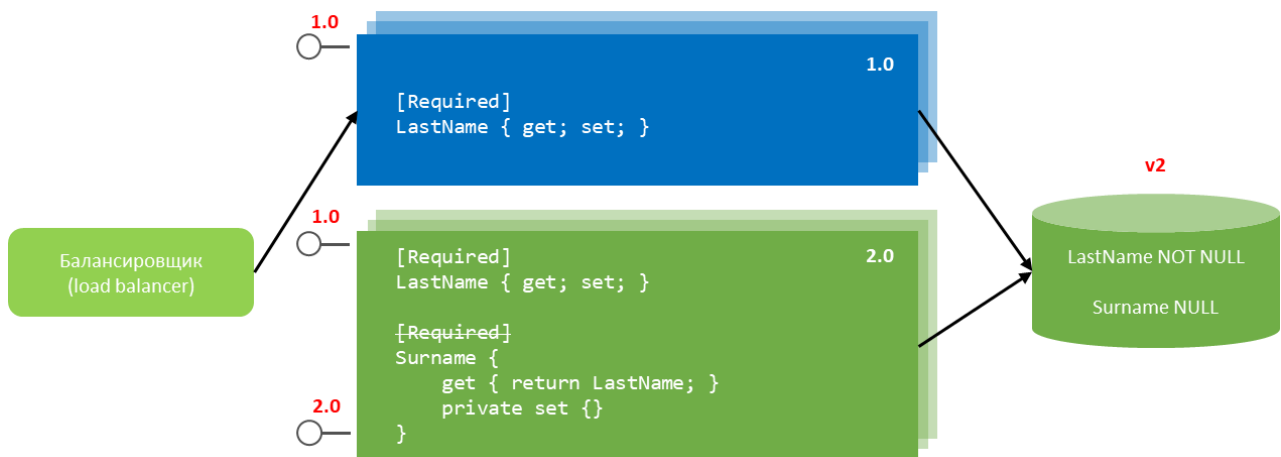 1.0
1.0
[Required]
LastName { get; set; }
v2
1.0
Балансировщик
(load balancer)
2.0
[Required]
LastName { get; set; }
[Required]
Surname {
get { return LastName; }
private set {}
}
2.0
LastName NOT NULL
Surname NULL